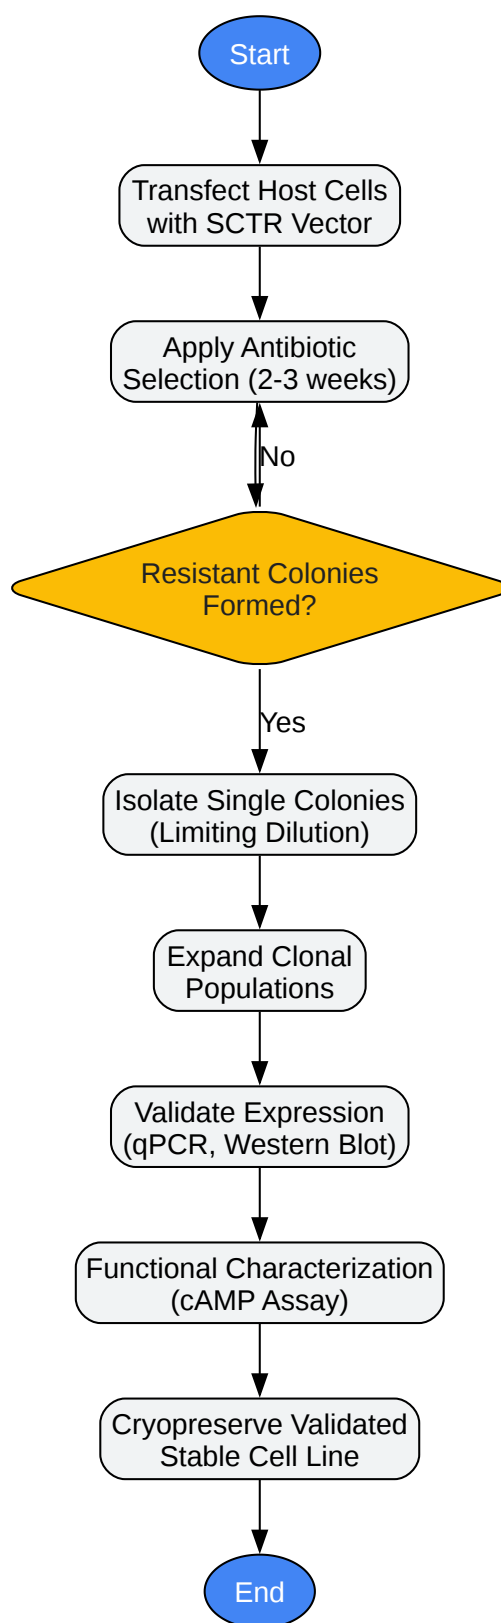 Start
Transfect Host Cells
with SCTR Vector
Apply Antibiotic
Selection (2-3 weeks)
No
Resistant Colonies
Formed?
Yes
Isolate Single Colonies
(Limiting Dilution)
Expand Clonal
Populations
Validate Expression
(qPCR, Western Blot)
Functional Characterization
(cAMP Assay)
Cryopreserve Validated
Stable Cell Line
End